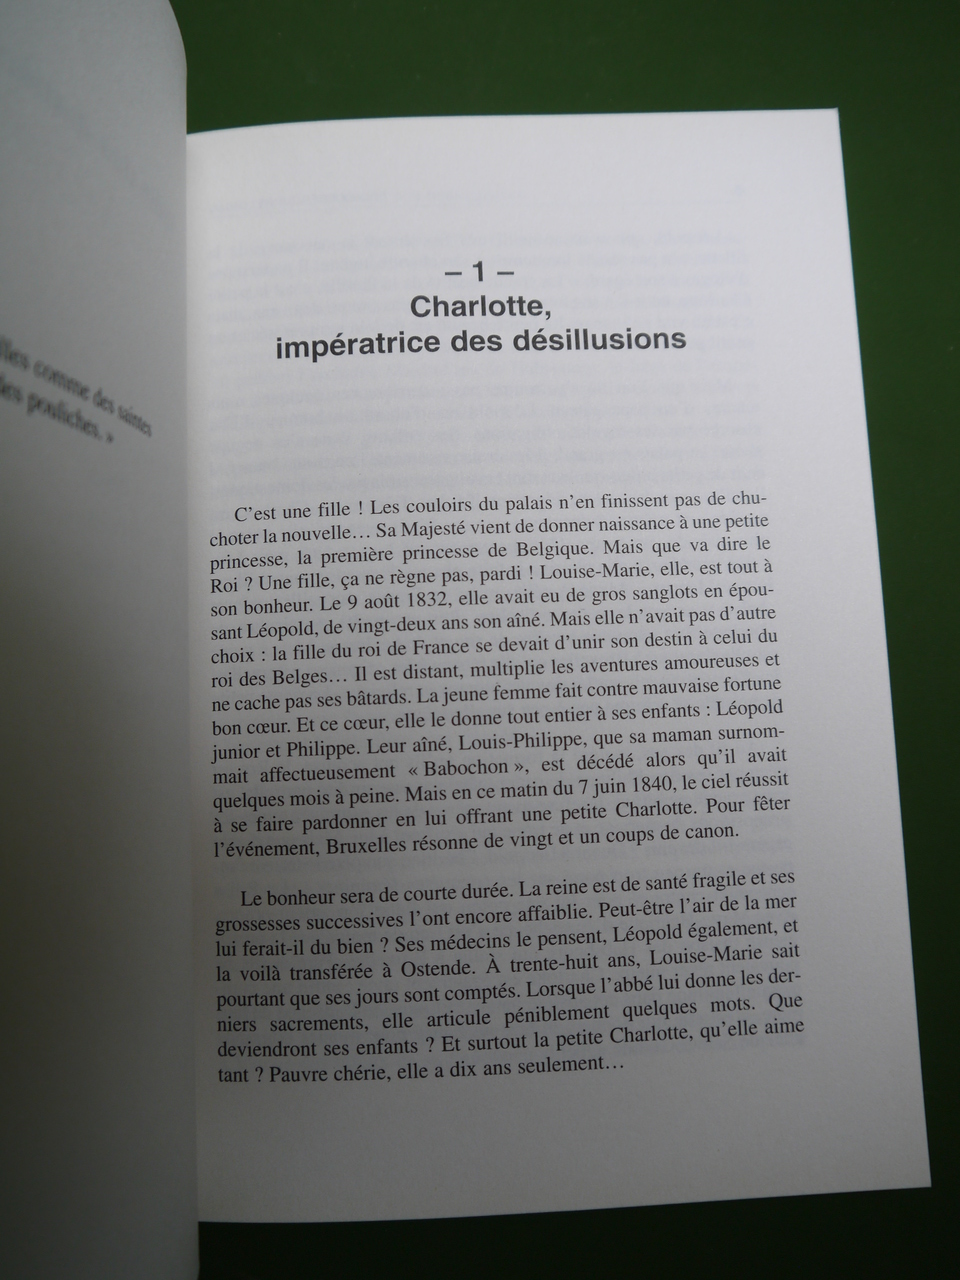 comme des saintes
pouliches. »
– 1 –
Charlotte,
impératrice des désillusions
C’est une fille ! Les couloirs du palais n’en finissent pas de chu-
choter la nouvelle… Sa Majesté vient de donner naissance à une petite
princesse, la première princesse de Belgique. Mais que va dire le
Roi ? Une fille, ça ne règne pas, pardi ! Louise-Marie, elle, est tout à
son bonheur. Le 9 août 1832, elle avait eu de gros sanglots en épou-
sant Léopold, de vingt-deux ans son aîné. Mais elle n’avait pas d’autre
choix : la fille du roi de France se devait d’unir son destin à celui du
roi des Belges… Il est distant, multiplie les aventures amoureuses et
ne cache pas ses bâtards. La jeune femme fait contre mauvaise fortune
bon cœur. Et ce cœur, elle le donne tout entier à ses enfants : Léopold
junior et Philippe. Leur aîné, Louis-Philippe, que sa maman surnom-
mait affectueusement « Babochon », est décédé alors qu’il avait
quelques mois à peine. Mais en ce matin du 7 juin 1840, le ciel réussit
à se faire pardonner en lui offrant une petite Charlotte. Pour fêter
l’événement, Bruxelles résonne de vingt et un coups de canon.
Le bonheur sera de courte durée. La reine est de santé fragile et ses
grossesses successives l’ont encore affaiblie. Peut-être l’air de la mer
lui ferait-il du bien ? Ses médecins le pensent, Léopold également, et
la voilà transférée à Ostende. À trente-huit ans, Louise-Marie sait
pourtant que ses jours sont comptés. Lorsque l’abbé lui donne les der-
niers sacrements, elle articule péniblement quelques mots. Que
deviendront ses enfants ? Et surtout la petite Charlotte, qu’elle aime
tant ? Pauvre chérie, elle a dix ans seulement…